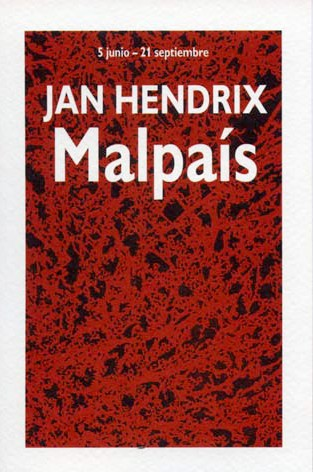 5 junio – 21 septiembre
JAN HENDRIX
Malpaís